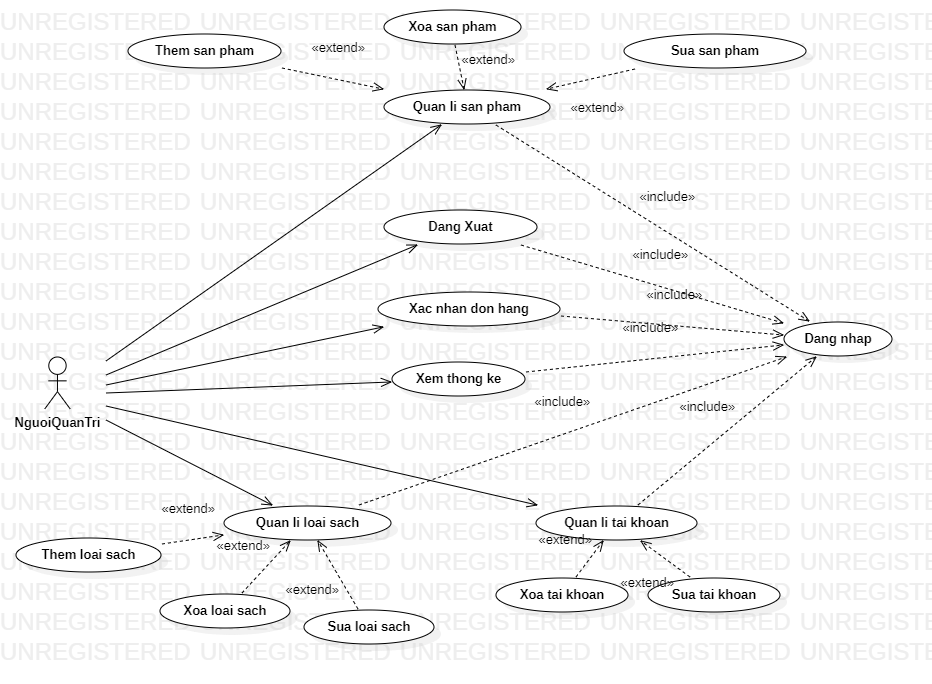 Xoa san pham
Them san pham
«extend»
Sua san pham
«extend»
Quan li san pham
«extend»
«include»
Dang Xuat
«include»
«include»
Xac nhan don hang
«include»
Dang nhap
Xem thong ke
«include»
«include»
NguoiQuanTri
«extend»
Quan li loai sach
Quan li tai khoan
«extend»
«extend»
Them loai sach
«extend»
«extend»
Xoa tai khoan
Sua tai khoan
Xoa loai sach
Sua loai sach
UNREGISTERED